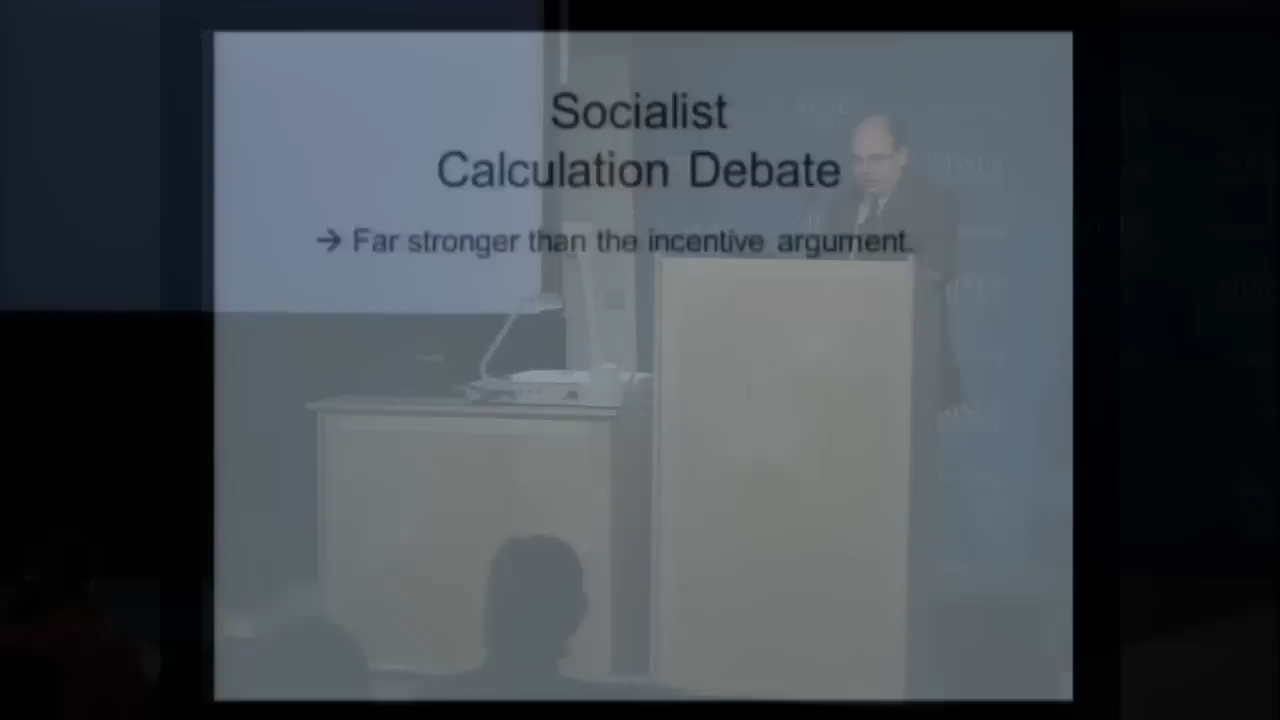 Socialist
Calculation Debate
→ Far stronger than the incentive argument.